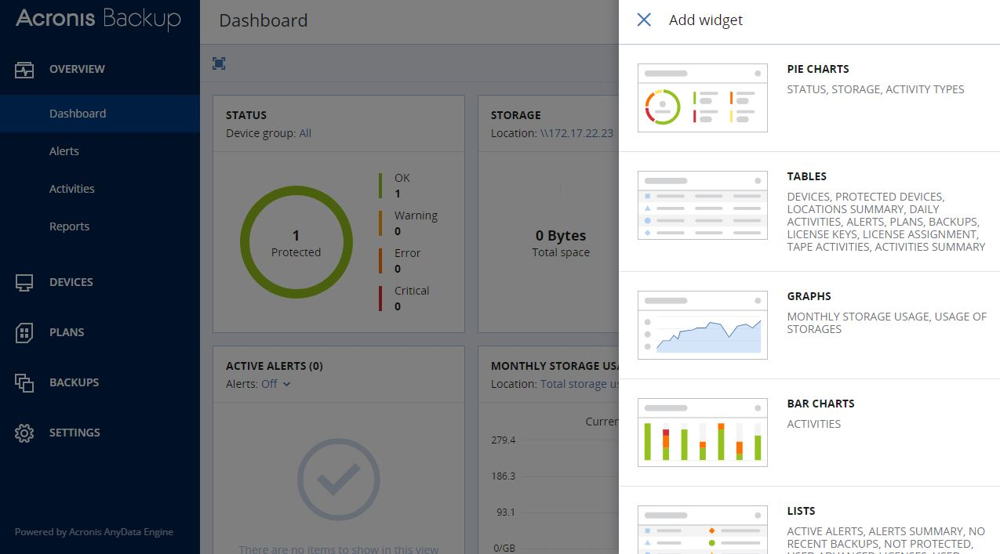 Acronis Backup
OVERVIEW
Dashboard
Alerts
Activities
Reports
DEVICES
PLANS
BACKUPS
SETTINGS
Powered by Acronis AnyData Engine
Dashboard
STATUS
Device group: All
1
Protected
OK
1
Warning
0
Error
0
Critical
0
STORAGE
Location: \\172.17.22.23
0 Bytes
Total space
ACTIVE ALERTS (0)
Alerts: Off
There are no items to show in this view
MONTHLY STORAGE USA
Location: Total storage us
Curren
279.4
186.3
93.1
0/GB
Add widget
PIE CHARTS
STATUS, STORAGE, ACTIVITY TYPES
TABLES
DEVICES, PROTECTED DEVICES,
LOCATIONS SUMMARY, DAILY
ACTIVITIES, ALERTS, PLANS, BACKUPS,
LICENSE KEYS, LICENSE ASSIGNMENT,
TAPE ACTIVITIES, ACTIVITIES SUMMARY
GRAPHS
MONTHLY STORAGE USAGE, USAGE OF
STORAGES
BAR CHARTS
ACTIVITIES
LISTS
ACTIVE ALERTS, ALERTS SUMMARY, NO
RECENT BACKUPS, NOT PROTECTED,
USED ADVANCED LICENSES, USED